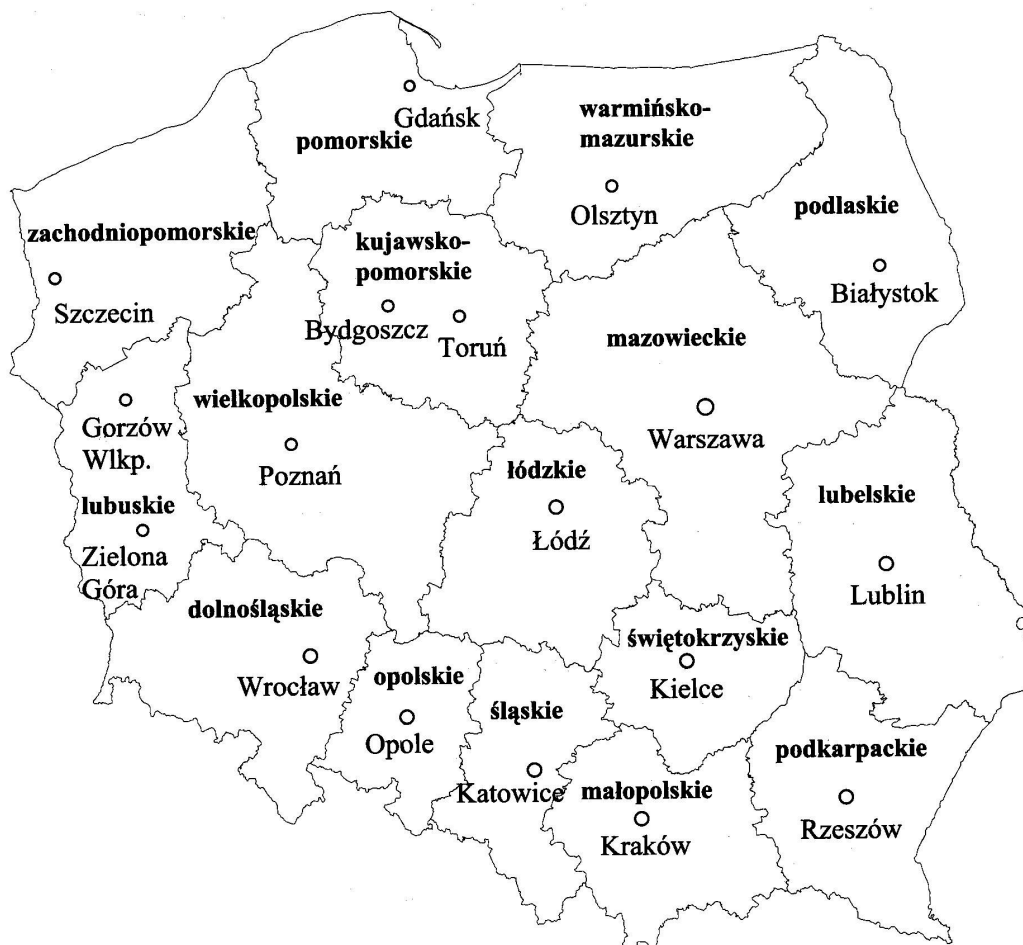 Gdańsk
pomorskie
warmińsko-
mazurskie
Olsztyn
podlaskie
Białystok
zachodniopomorskie
Szczecin
kujawsko-
pomorskie
Bydgoszcz
Toruń
mazowieckie
Warszawa
wielkopolskie
Poznań
Gorzów
Wlkp.
lubuskie
Zielona
Góra
łódzkie
Łódź
lubelskie
Lublin
dolnośląskie
Wrocław
opolskie
Opole
śląskie
Katowice
świętokrzyskie
Kielce
małopolskie
Kraków
podkarpackie
Rzeszów